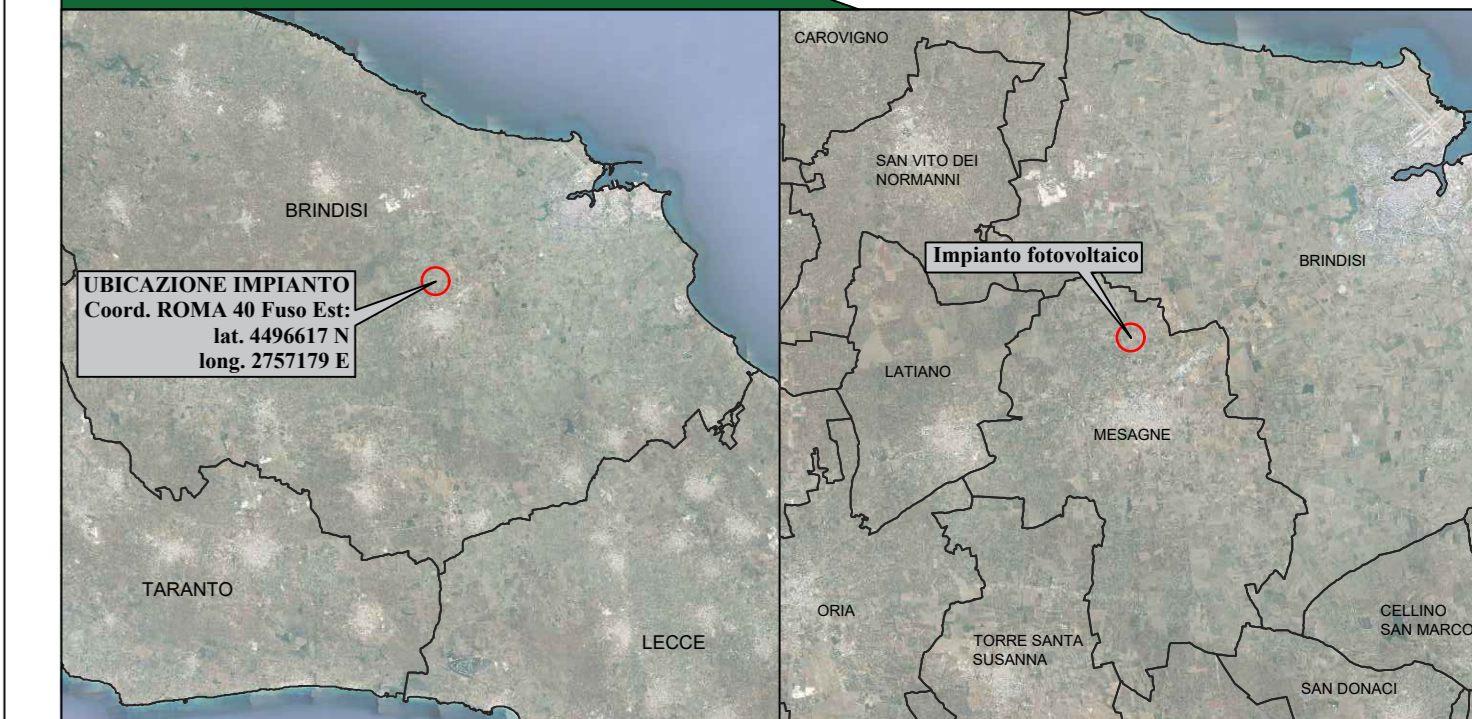 BRINDISI
UBICAZIONE IMPIANTO
Coord. ROMA 40 Fuso Est:
lat. 4496617 N
long. 2757179 E
TARANTO
LECCE
CAROVIGNO
SAN VITO DEI
NORMANNI
Impianto fotovoltaico
BRINDISI
LATIANO
MESAGNE
ORIA
TORRE SANTA
SUSANNA
CELLINO
SAN MARCO
SAN DONACI